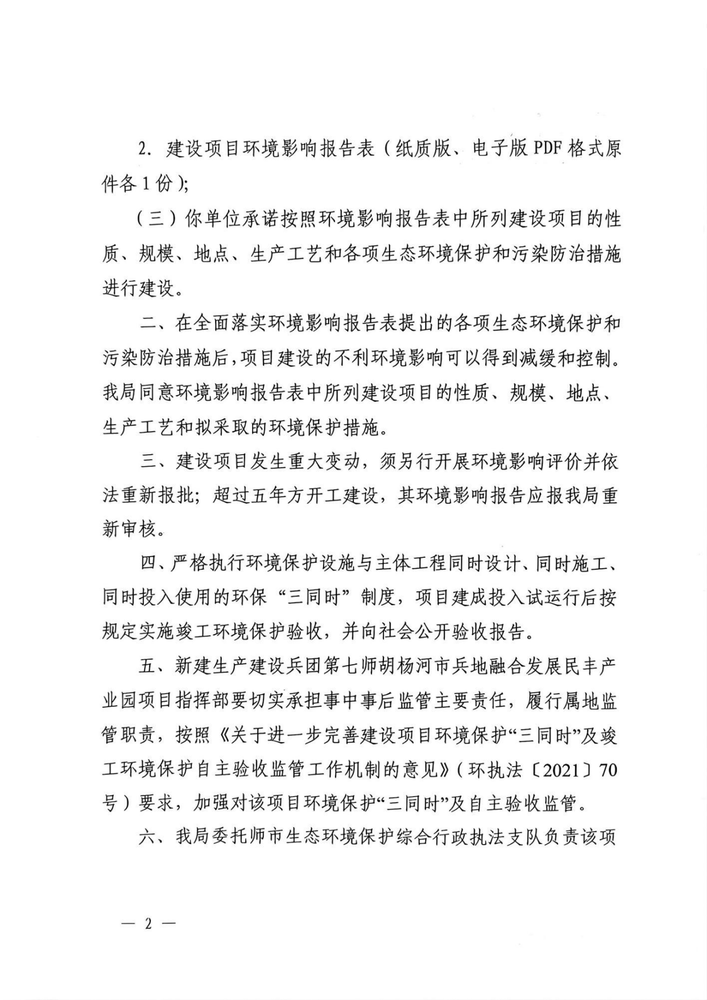 2. 建设项目环境影响报告表（纸质版、电子版 PDF 格式原
件各 1 份）;
（三）你单位承诺按照环境影响报告表中所列建设项目的性
质、规模、地点、生产工艺和各项生态环境保护和污染防治措施
进行建设。
二、在全面落实环境影响报告表提出的各项生态环境保护和
污染防治措施后,项目建设的不利环境影响可以得到减缓和控制。
我局同意环境影响报告表中所列建设项目的性质、规模、地点、
生产工艺和拟采取的环境保护措施。
三、建设项目发生重大变动，须另行开展环境影响评价并依
法重新报批；超过五年方开工建设，其环境影响报告应报我局重
新审核。
四、严格执行环境保护设施与主体工程同时设计、同时施工、
同时投入使用的环保“三同时”制度，项目建成投入试运行后按
规定实施竣工环境保护验收，并向社会公开验收报告。
五、新建生产建设兵团第七师胡杨河市兵地融合发展民丰产
业园项目指挥部要切实承担事中事后监管主要责任，履行属地监
管职责，按照《关于进一步完善建设项目环境保护“三同时”及竣
工环境保护自主验收监管工作机制的意见》（环执法〔2021〕70
号）要求，加强对该项目环境保护“三同时”及自主验收监管。
六、我局委托师市生态环境保护综合行政执法支队负责该项
— 2 —